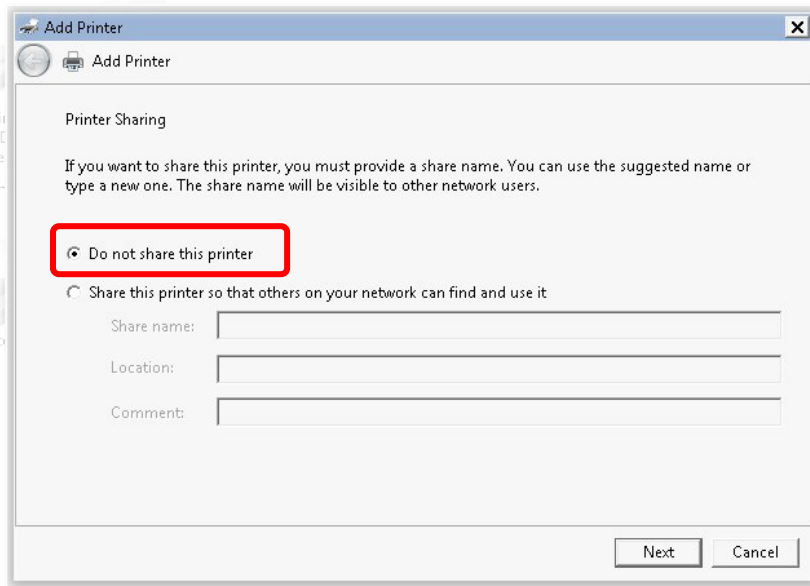 Add Printer
Add Printer
Printer Sharing
If you want to share this printer, you must provide a share name. You can use the suggested name or
type a new one. The share name will be visible to other network users.
Do not share this printer
Share this printer so that others on your network can find and use it
Share name:
Location:
Comment:
Next
Cancel